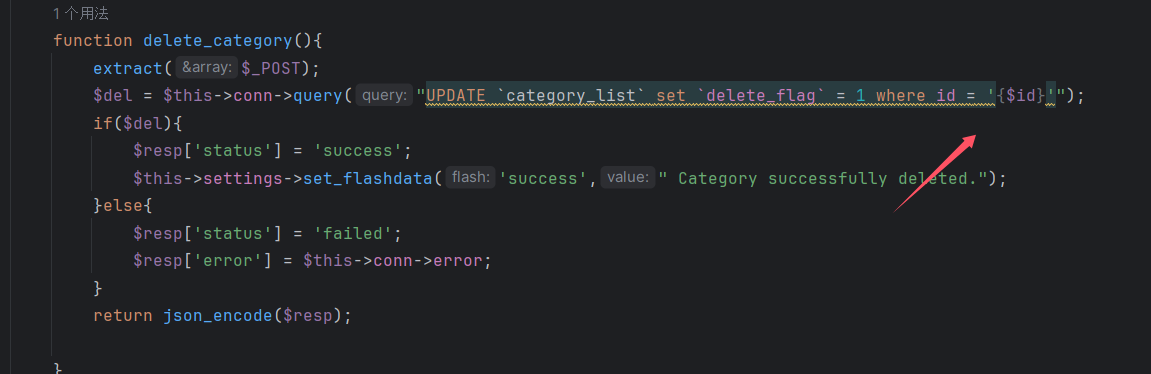 1 个用法
function delete_category(){
extract( &array: $_POST);
$del = $this->conn->query( query: "UPDATE `category_list` set `delete_flag` = 1 where id = '{$id}'");
if($del){
$resp['status'] = 'success';
$this->settings->set_flashdata( flash: 'success', value: " Category successfully deleted.");
}else{
$resp['status'] = 'failed';
$resp['error'] = $this->conn->error;
}
return json_encode($resp);
}